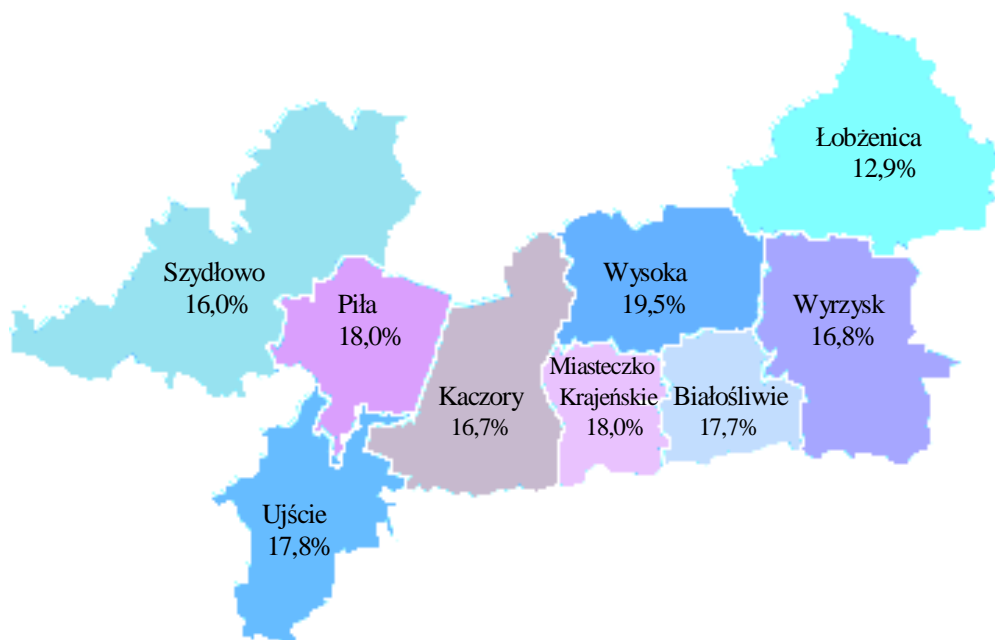 Łobżenica
12,9%
Szydłowo
16,0%
Piła
18,0%
Wysoka
19,5%
Wyrzysk
16,8%
Kaczory
16,7%
Miasteczko
Krajeńskie
18,0%
Białośliwie
17,7%
Ujście
17,8%